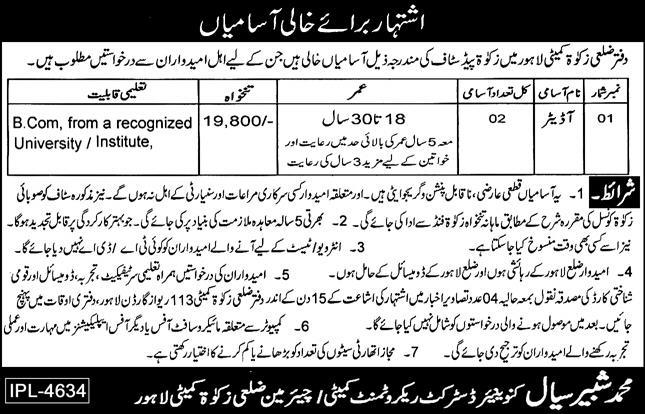 اشتہار برائے خالی آسامیاں
دفتر ضلعی زکوٰۃ کمیٹی لاہور میں زکوٰۃ پیڈ سٹاف کی مندرجہ ذیل آسامیاں خالی ہیں جن کے لیے اہل امیدواران سے درخواستیں مطلوب ہیں۔
نمبر شمار نام آسامی کل تعداد آسامی عمر تنخواہ تعلیمی قابلیت
01 آڈیٹر 02 18 تا 30 سال 19,800/- B.Com, from a recognized
معہ 5 سال عمر کی بالائی حد میں رعایت اور University / Institute,
خواتین کے لیے مزید 3 سال کی رعایت
شرائط۔ 1۔ یہ آسامیاں قطعی عارضی، ناقابل پنشن وگریجوایٹی ہیں۔ اور متعلقہ امیدوار کسی سرکاری مراعات اور سنیارٹی کے اہل نہ ہوں گے۔ نیز مذکورہ سٹاف کو صوبائی
زکوٰۃ کونسل کی مقررہ شرح کے مطابق ماہانہ تنخواہ زکوٰۃ فنڈ سے ادا کی جائے گی۔ 2۔ بھرتی 5 سالہ معاہدہ ملازمت کی بنیاد پر کی جائے گی۔ جو بہتر کارکردگی پر قابل تجدید ہو گا۔
نیز اسے کسی بھی وقت منسوخ کیا جا سکتا ہے۔ 3۔ انٹرویو / ٹیسٹ کے لیے آنے والے امیدواران کو کوئی ٹی اے / ڈی اے نہیں دیا جائے گا۔
4۔ امیدوار ضلع لاہور کے رہائشی ہوں اور ضلع لاہور کے ڈومیسائل کے حامل ہوں۔ 5۔ امیدواران کی درخواستیں ہمراہ تعلیمی سرٹیفکیٹ، تجربہ، ڈومیسائل اور قومی
شناختی کارڈ کی مصدقہ نقول بمعہ حالیہ 04 عدد تصاویر اخبار میں اشتہار کی اشاعت کے 15 دن کے اندر دفتر ضلعی زکوٰۃ کمیٹی 113 ریواز گارڈن لاہور، دفتری اوقات میں پہنچ
جائیں۔ بعد میں موصول ہونے والی درخواستوں کو شامل نہیں کیا جائے گا۔ 6۔ کمپیوٹر سے متعلقہ مائیکروسافٹ آفس یا دیگر آفس ایپلیکیشنز میں مہارت اور عملی
تجربہ رکھنے والے امیدواران کو ترجیح دی جائے گی۔ 7۔ مجاز اتھارٹی سیٹوں کی تعداد کو بڑھانے یا کم کرنے کا اختیار رکھتی ہے۔
محمد شبیر سیال کنوینئر ڈسٹرکٹ ریکروٹمنٹ کمیٹی / چیئرمین ضلعی زکوٰۃ کمیٹی لاہور
IPL-4634